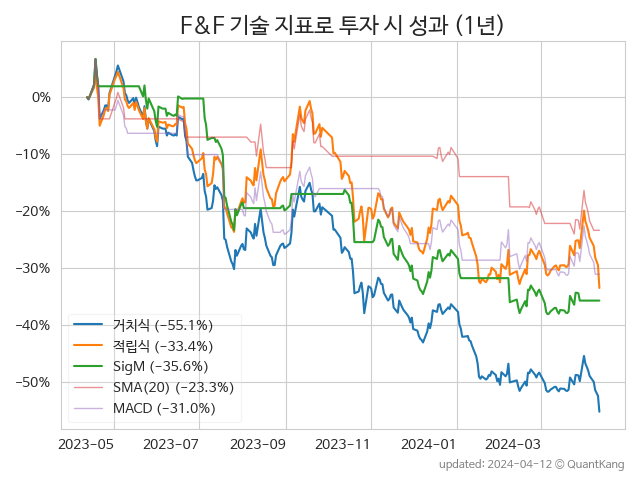 F&F 기술 지표로 투자 시 성과 (1년)
0%
−10%
−20%
−30%
−40%
−50%
거치식 (−55.1%)
적립식 (−33.4%)
SigM (−35.6%)
SMA(20) (−23.3%)
MACD (−31.0%)
2023-05 2023-07 2023-09 2023-11 2024-01 2024-03
updated: 2024-04-12 © QuantKang